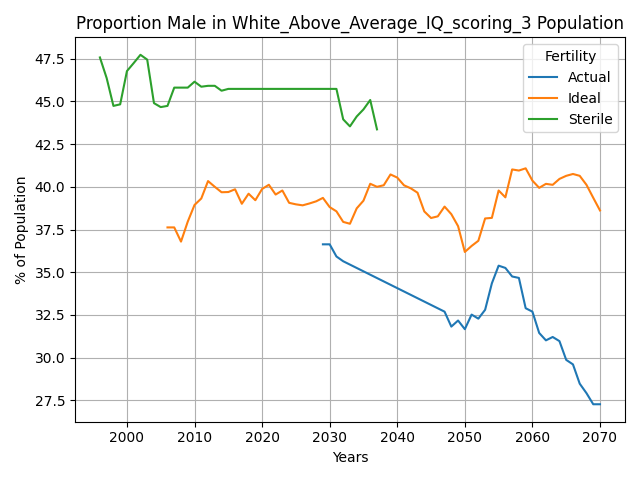 Proportion Male in White_Above_Average_IQ_scoring_3 Population
Fertility
Actual
Ideal
Sterile
% of Population
47.5
45.0
42.5
40.0
37.5
35.0
32.5
30.0
27.5
2000 2010 2020 2030 2040 2050 2060 2070
Years